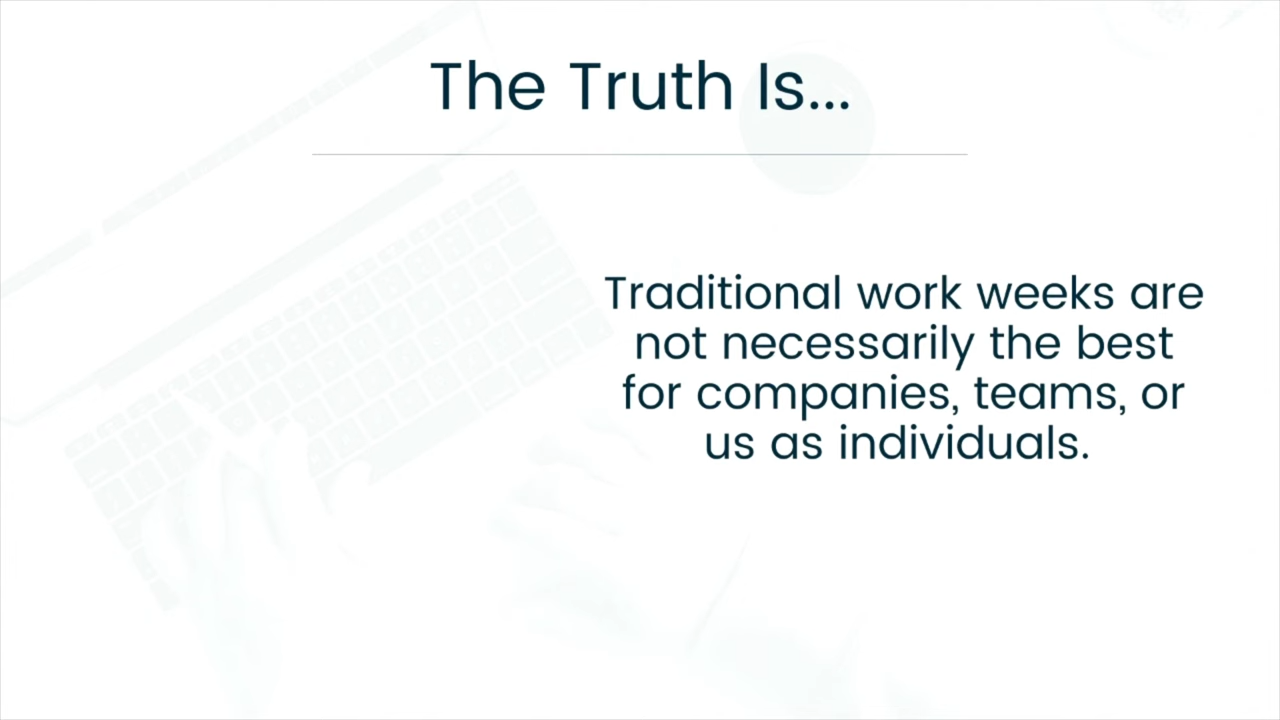 The Truth Is...
Traditional work weeks are
not necessarily the best
for companies, teams, or
us as individuals.